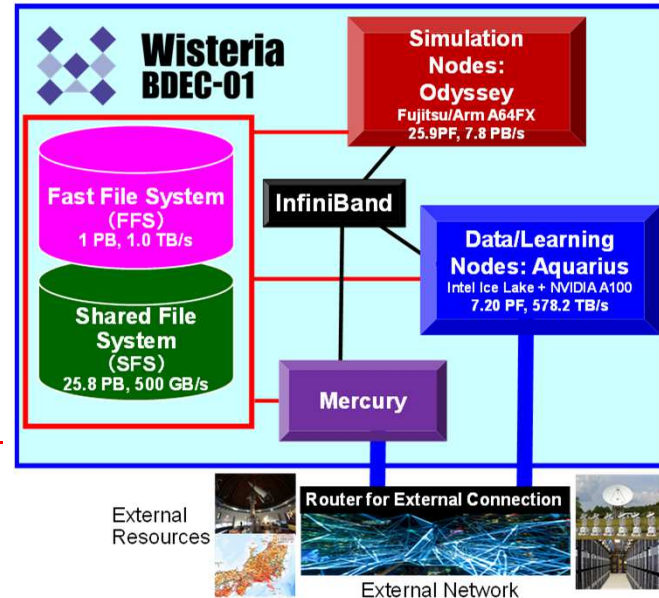 Wisteria
BDEC-01
Simulation
Nodes:
Odyssey
Fujitsu/Arm A64FX
25.9PF, 7.8 PB/s
Fast File System
(FFS)
1 PB, 1.0 TB/s
InfiniBand
Data/Learning
Nodes: Aquarius
Intel Ice Lake + NVIDIA A100
7.20 PF, 578.2 TB/s
Shared File
System
(SFS)
25.8 PB, 500 GB/s
Mercury
Router for External Connection
External
Resources
External Network